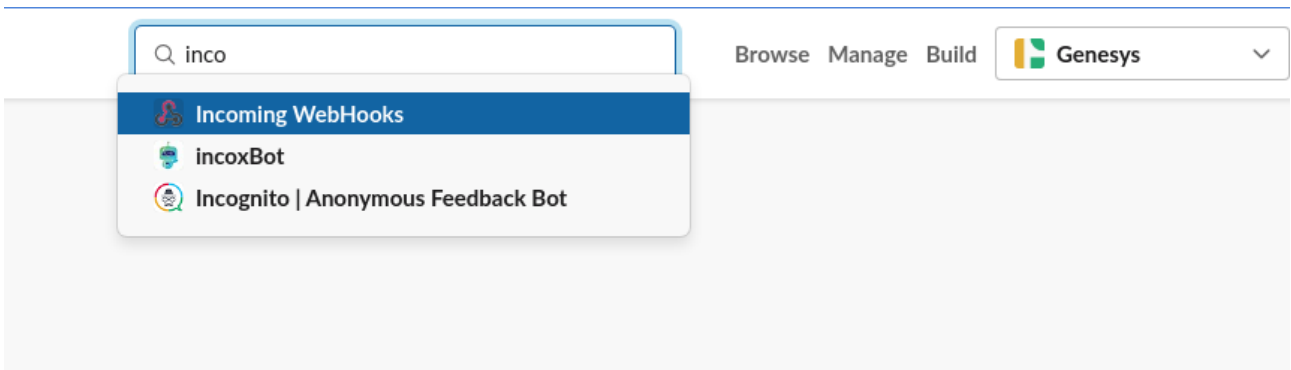 inco
Browse Manage Build Genesys
Incoming WebHooks
incoxBot
Incognito | Anonymous Feedback Bot